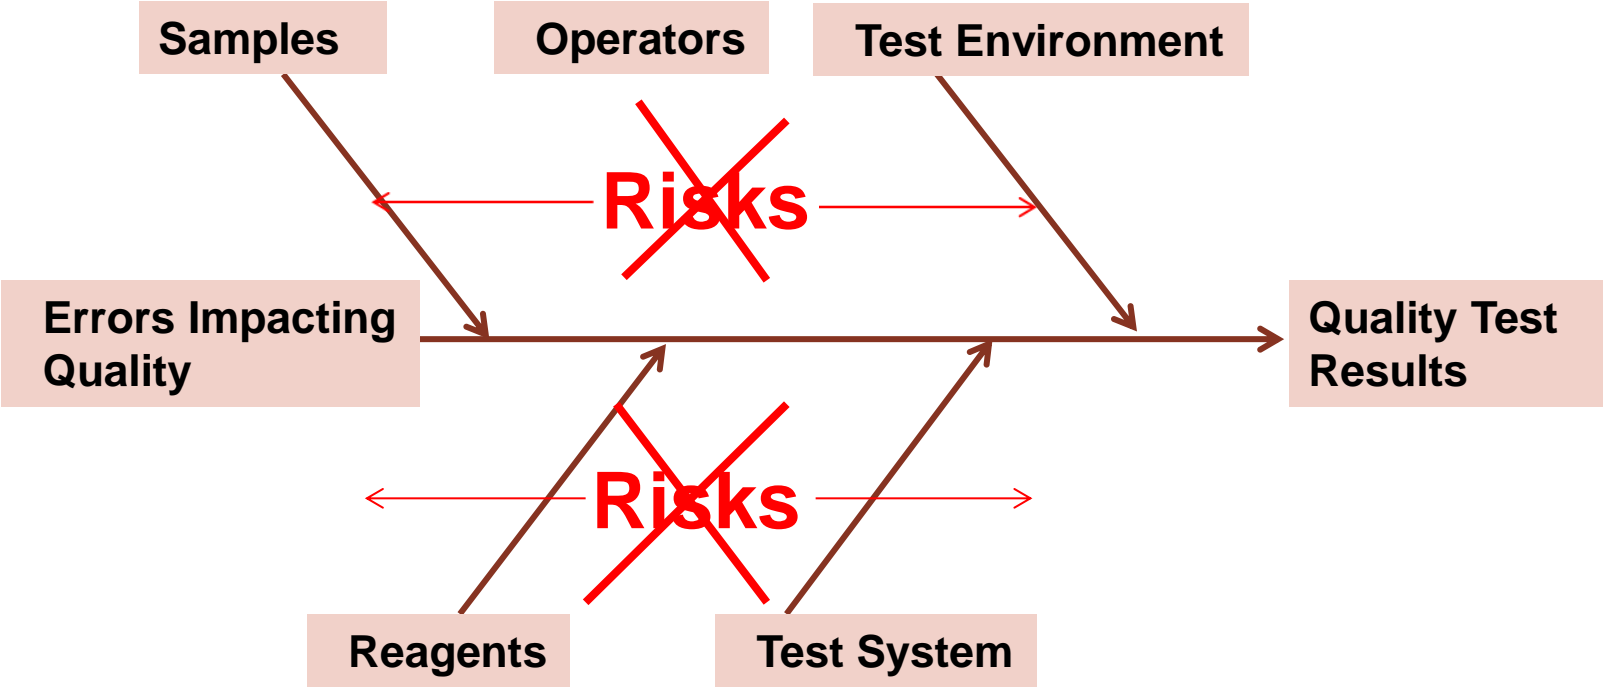 Samples
Operators
Test Environment
Risks
Errors Impacting
Quality
Quality Test
Results
Risks
Reagents
Test System